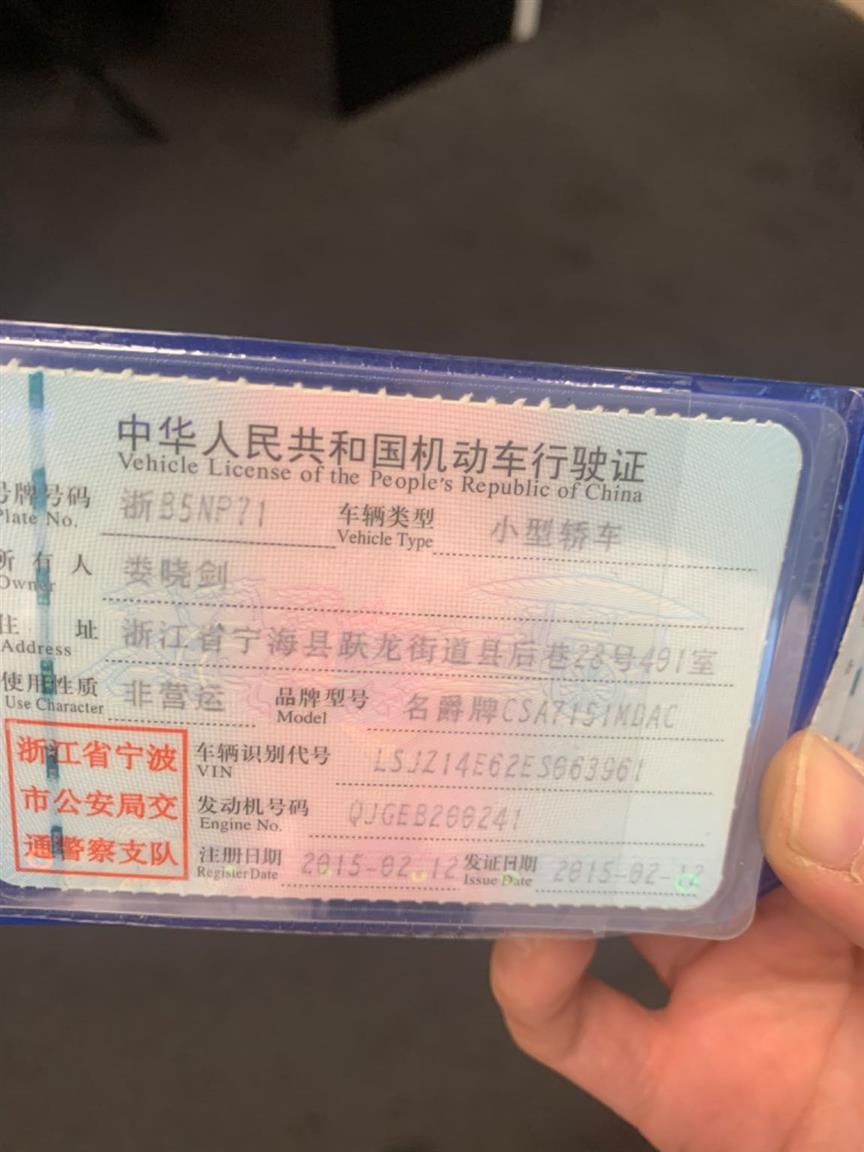 中华人民共和国机动车行驶证
Vehicle License of the People's Republic of China
号牌号码 浙B5NP71 车辆类型 小型轿车
Plate No. Vehicle Type
所有人 娄晓剑
Owner
住址 浙江省宁海县跃龙街道县后巷28号401室
Address
使用性质 非营运 品牌型号 名爵牌CSA7151MDAC
Use Character Model
浙江省宁波
市公安局交
通警察支队
车辆识别代号 LSJZ14E62ES063961
VIN
发动机号码 QJGEB200241
Engine No.
注册日期 2015-02-12 发证日期 2015-02-12
Register Date Issue Date